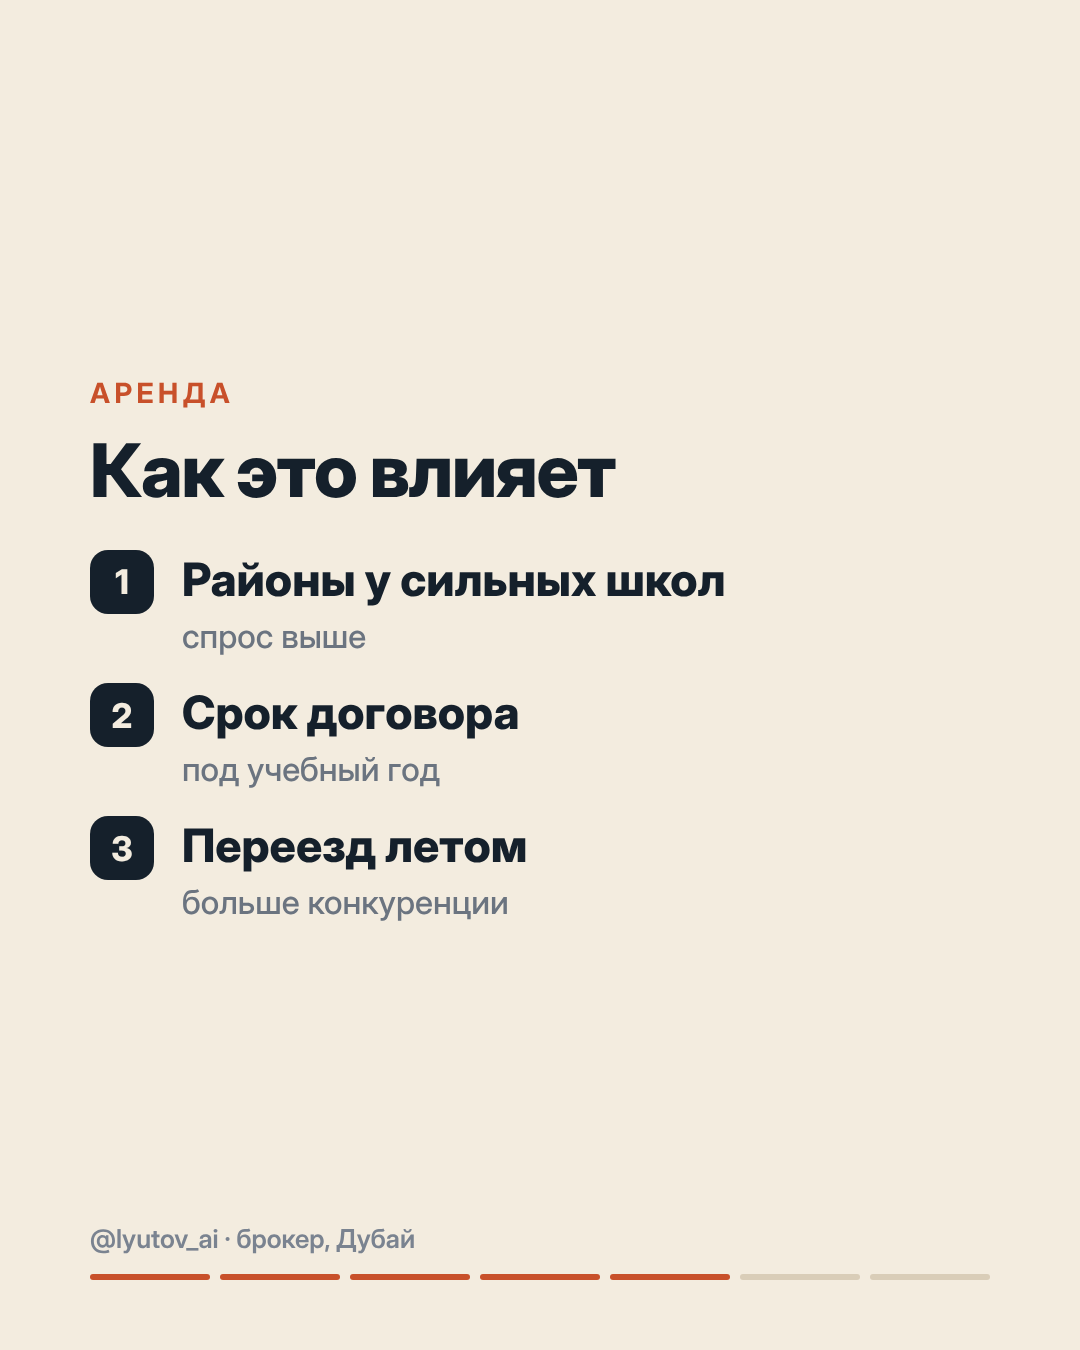 АРЕНДА
Как это влияет
1 Районы у сильных школ
спрос выше
2 Срок договора
под учебный год
3 Переезд летом
больше конкуренции
@lyutov_ai · брокер, Дубай